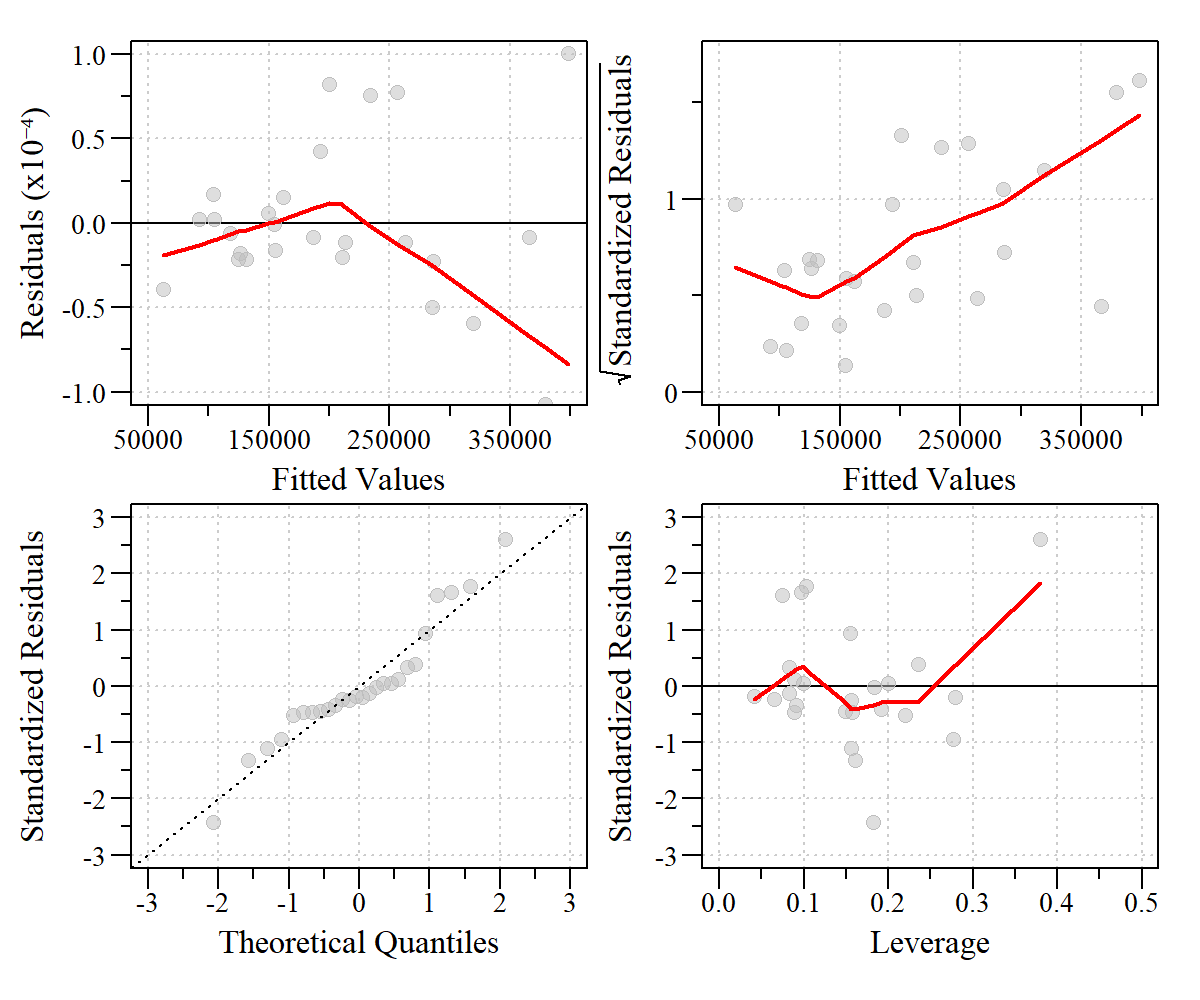 Residuals (x10⁻⁴)
1.0
0.5
0.0
-0.5
-1.0
50000 150000 250000 350000
Fitted Values
√Standardized Residuals
1
0
50000 150000 250000 350000
Fitted Values
Standardized Residuals
3
2
1
0
-1
-2
-3
-3 -2 -1 0 1 2 3
Theoretical Quantiles
Standardized Residuals
3
2
1
0
-1
-2
-3
0.0 0.1 0.2 0.3 0.4 0.5
Leverage